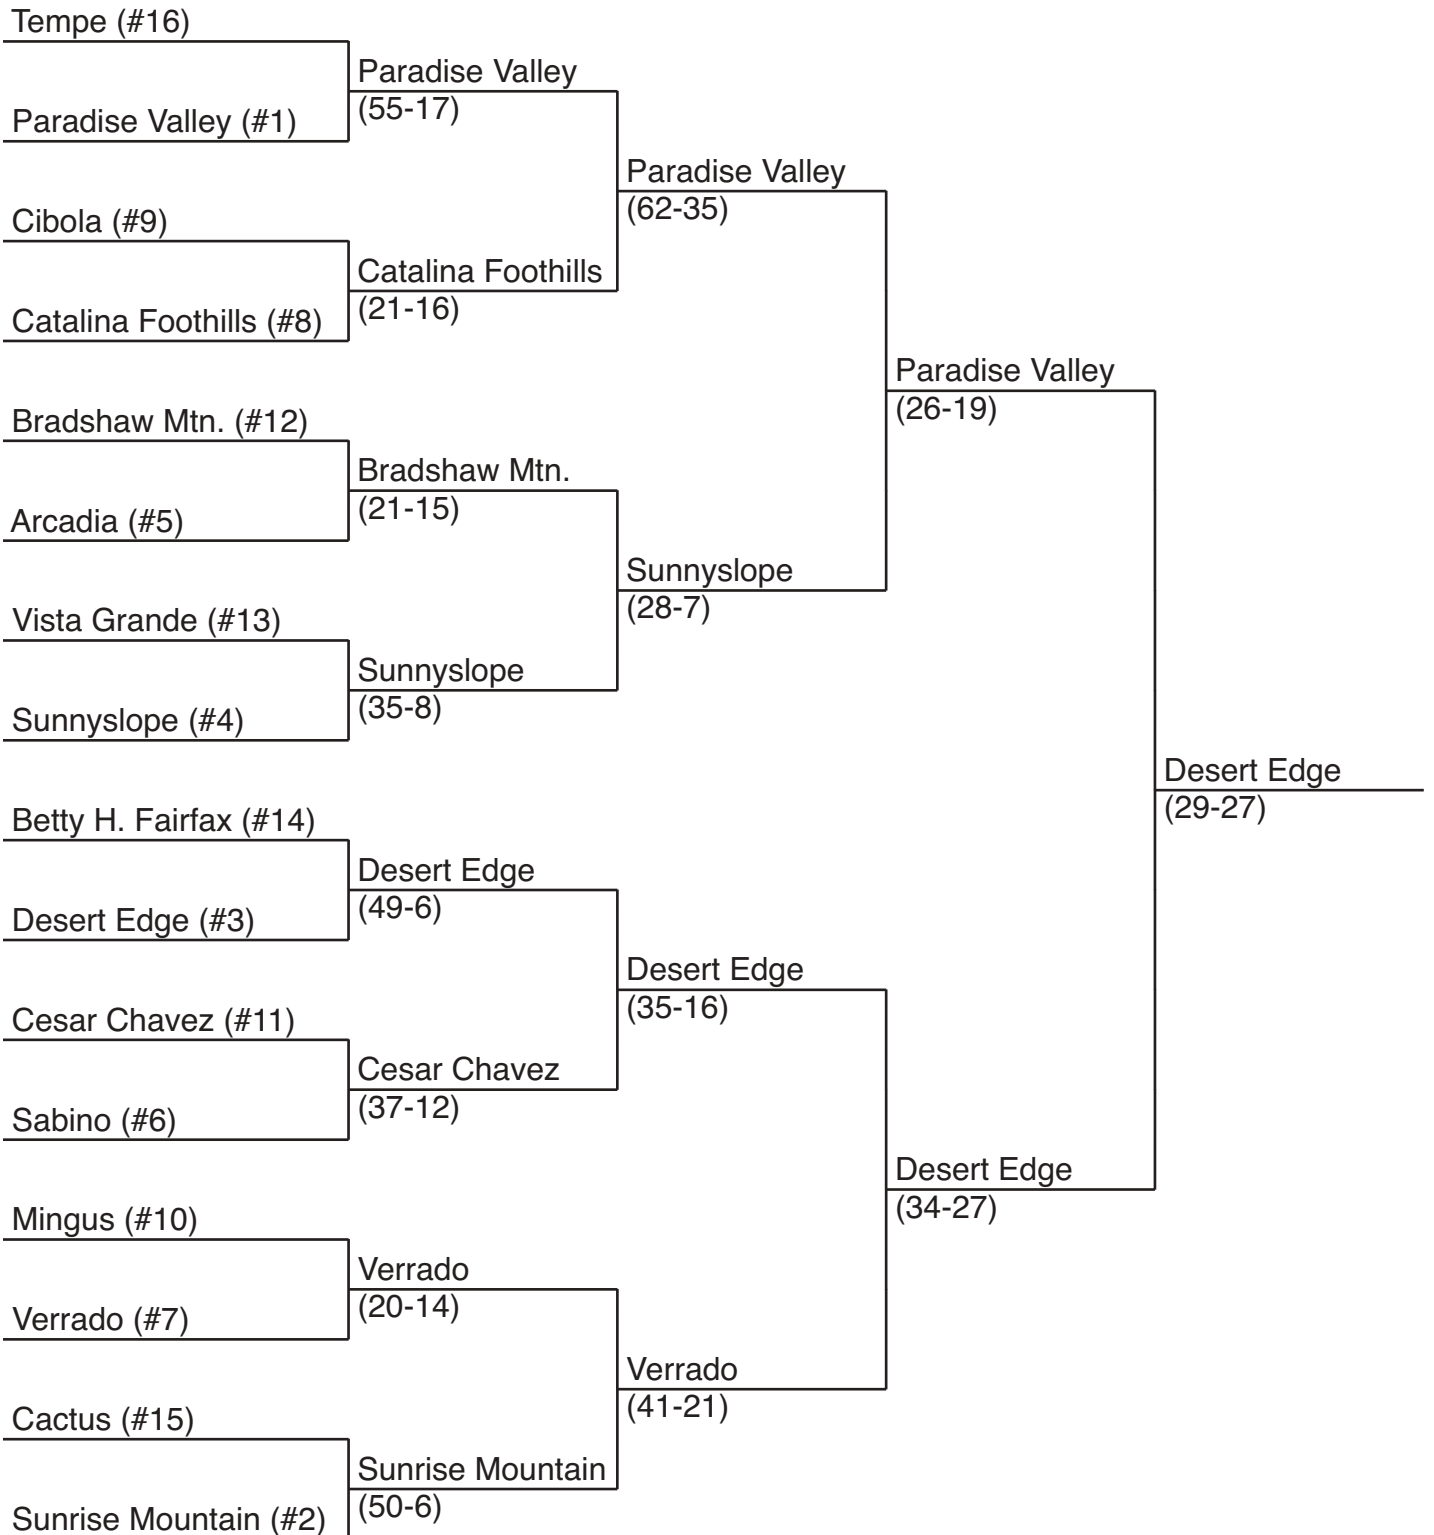 Tempe (#16)
Paradise Valley
(55-17)
Paradise Valley (#1)
Paradise Valley
(62-35)
Cibola (#9)
Catalina Foothills
(21-16)
Catalina Foothills (#8)
Paradise Valley
(26-19)
Bradshaw Mtn. (#12)
Bradshaw Mtn.
(21-15)
Arcadia (#5)
Sunnyslope
(28-7)
Vista Grande (#13)
Sunnyslope
(35-8)
Sunnyslope (#4)
Desert Edge
(29-27)
Betty H. Fairfax (#14)
Desert Edge
(49-6)
Desert Edge (#3)
Desert Edge
(35-16)
Cesar Chavez (#11)
Cesar Chavez
(37-12)
Sabino (#6)
Desert Edge
(34-27)
Mingus (#10)
Verrado
(20-14)
Verrado (#7)
Verrado
(41-21)
Cactus (#15)
Sunrise Mountain
(50-6)
Sunrise Mountain (#2)